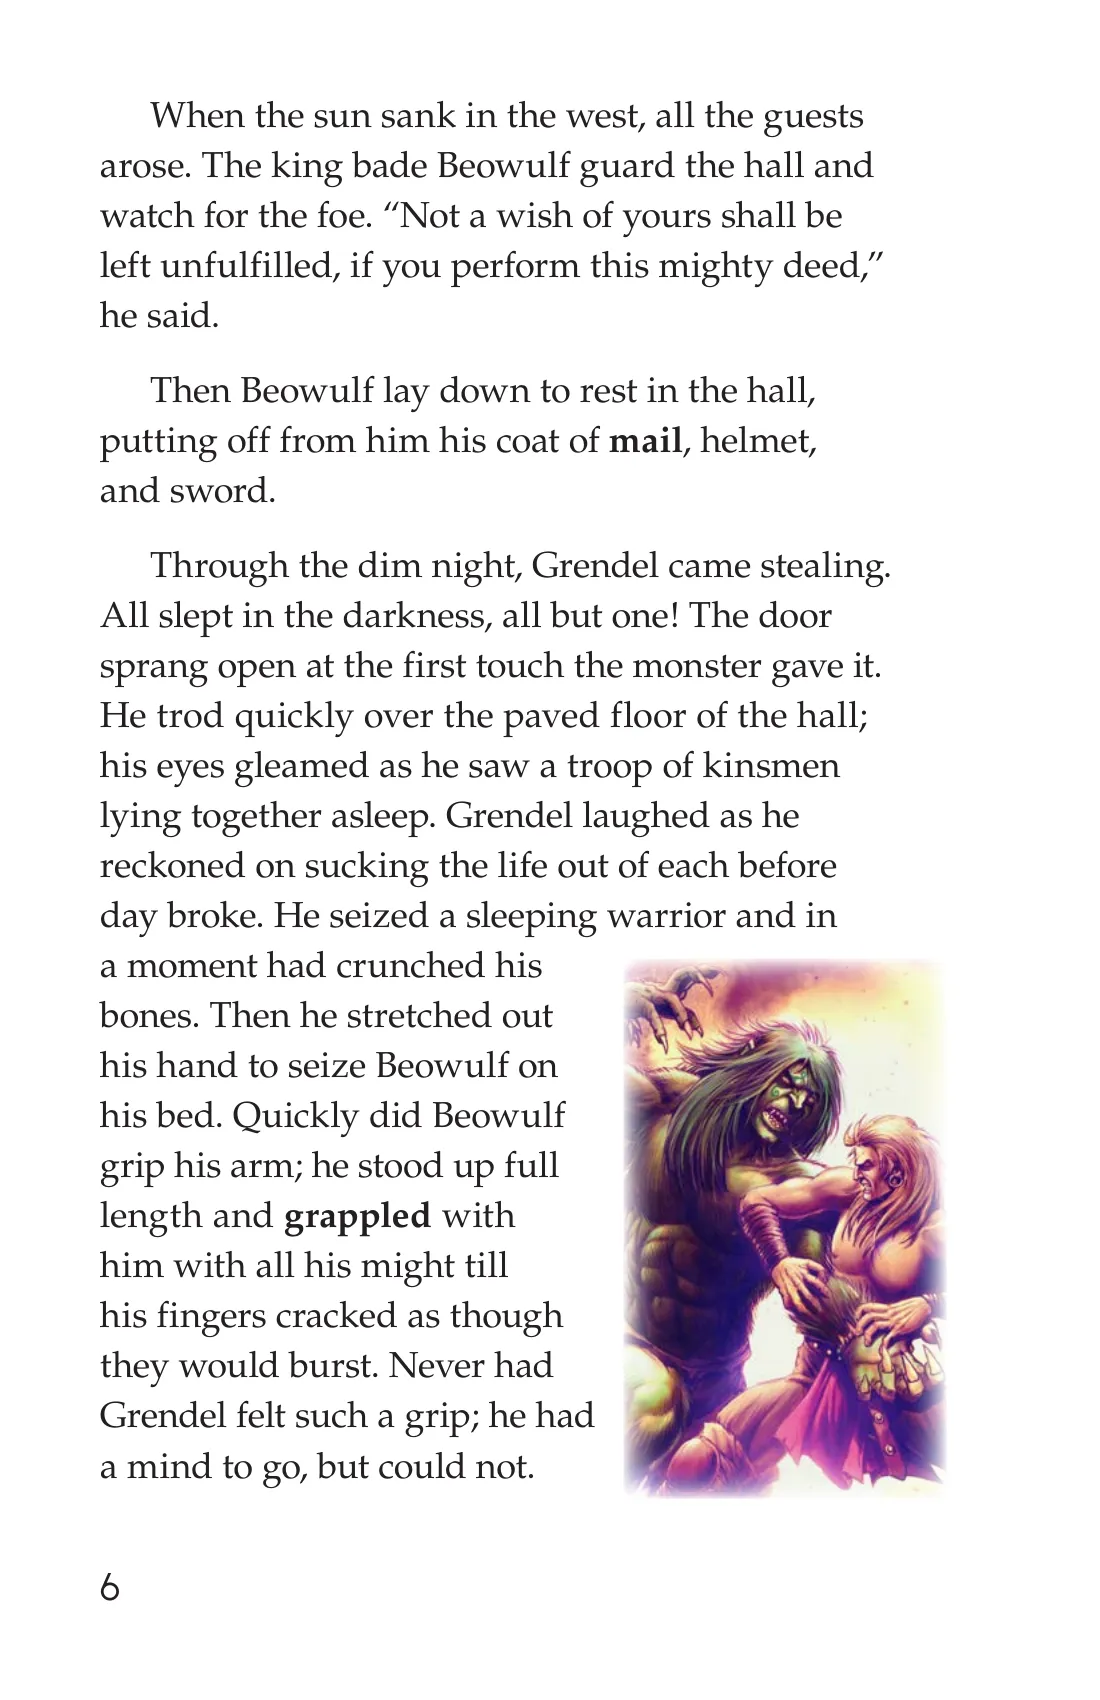 When the sun sank in the west, all the guests
arose. The king bade Beowulf guard the hall and
watch for the foe. “Not a wish of yours shall be
left unfulfilled, if you perform this mighty deed,”
he said.
Then Beowulf lay down to rest in the hall,
putting off from him his coat of mail, helmet,
and sword.
Through the dim night, Grendel came stealing.
All slept in the darkness, all but one! The door
sprang open at the first touch the monster gave it.
He trod quickly over the paved floor of the hall;
his eyes gleamed as he saw a troop of kinsmen
lying together asleep. Grendel laughed as he
reckoned on sucking the life out of each before
day broke. He seized a sleeping warrior and in
a moment had crunched his
bones. Then he stretched out
his hand to seize Beowulf on
his bed. Quickly did Beowulf
grip his arm; he stood up full
length and grappled with
him with all his might till
his fingers cracked as though
they would burst. Never had
Grendel felt such a grip; he had
a mind to go, but could not.
6